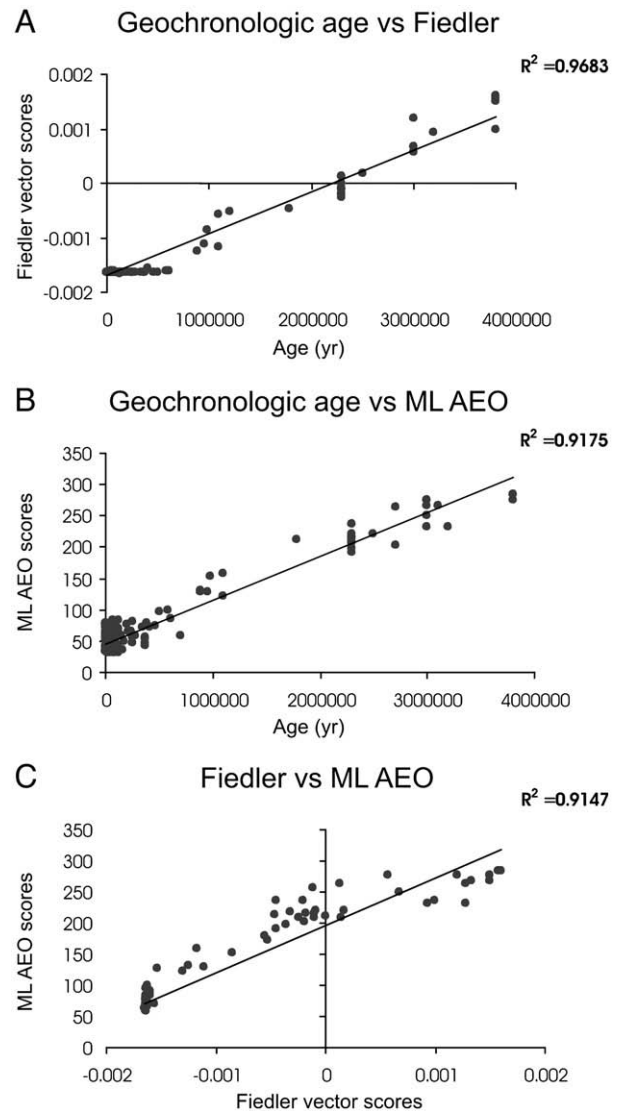 A
Geochronologic age vs Fiedler
R² =0.9683
0.002
0.001
0
-0.001
-0.002
Fiedler vector scores
0 1000000 2000000 3000000 4000000
Age (yr)
B
Geochronologic age vs ML AEO
R² =0.9175
350
300
250
200
150
100
50
0
ML AEO scores
0 1000000 2000000 3000000 4000000
Age (yr)
C
Fiedler vs ML AEO
R² =0.9147
350
300
250
200
150
100
50
0
ML AEO scores
-0.002 -0.001 0 0.001 0.002
Fiedler vector scores